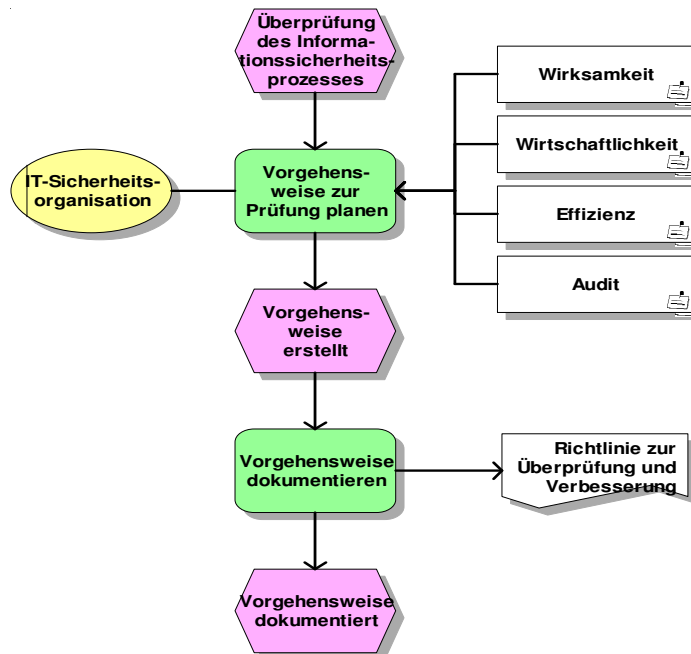 Überprüfung
des Informa-
tionssicherheits-
prozesses
Wirksamkeit
Wirtschaftlichkeit
IT-Sicherheits-
organisation
Vorgehens-
weise zur
Prüfung planen
Effizienz
Audit
Vorgehens-
weise
erstellt
Vorgehensweise
dokumentieren
Richtlinie zur
Überprüfung und
Verbesserung
Vorgehensweise
dokumentiert